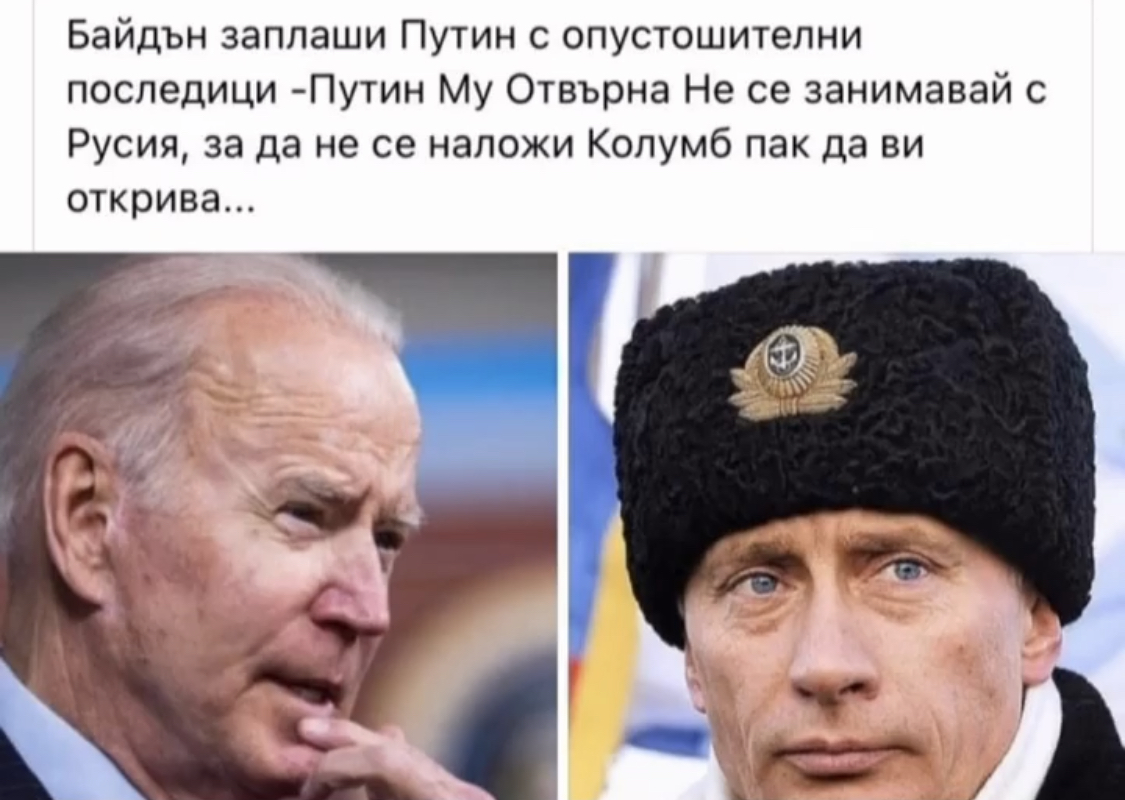 Байдън заплаши Путин с опустошителни
последици -Путин Му Отвърна Не се занимавай с
Русия, за да не се наложи Колумб пак да ви
открива...